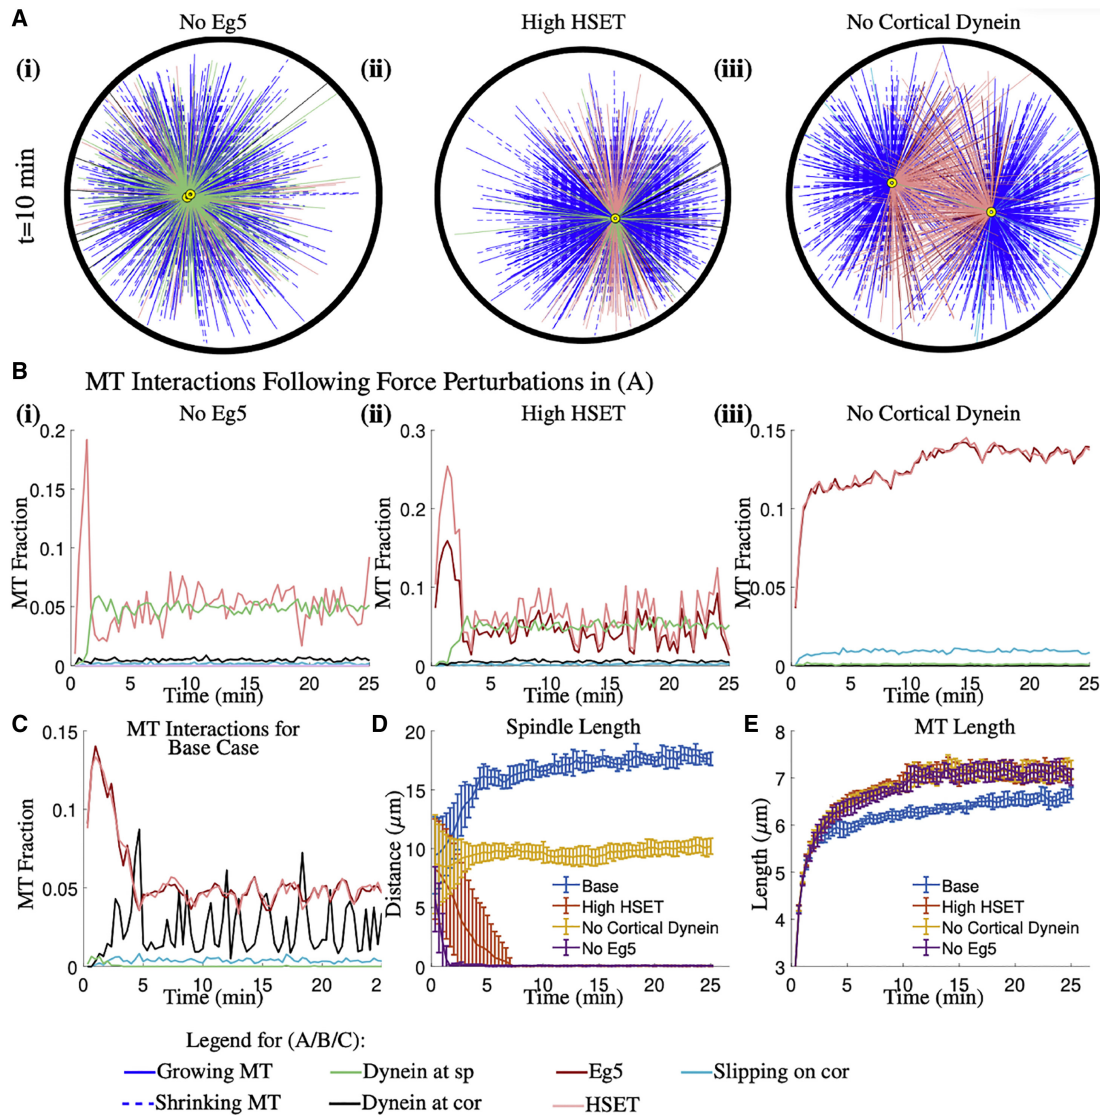 A
No Eg5
High HSET
No Cortical Dynein
(i)
(ii)
(iii)
t=10 min
B
MT Interactions Following Force Perturbations in (A)
(i)
No Eg5
(ii)
High HSET
(iii)
No Cortical Dynein
MT Fraction
0.2
0.15
0.1
0.05
0
0
5
10
15
20
25
Time (min)
MT Fraction
0.3
0.2
0.1
0
0
5
10
15
20
25
Time (min)
MT Fraction
0.15
0.1
0.05
0
0
5
10
15
20
25
Time (min)
C
MT Interactions for
Base Case
MT Fraction
0.15
0.1
0.05
0
0
5
10
15
20
2
Time (min)
D
Spindle Length
Distance (μm)
20
15
10
5
0
Base
High HSET
No Cortical Dynein
No Eg5
0
5
10
15
20
25
Time (min)
E
MT Length
Length (μm)
8
7
6
5
4
3
Base
High HSET
No Cortical Dynein
No Eg5
0
5
10
15
20
25
Time (min)
Legend for (A/B/C):
Growing MT
Dynein at sp
Eg5
Slipping on cor
Shrinking MT
Dynein at cor
HSET